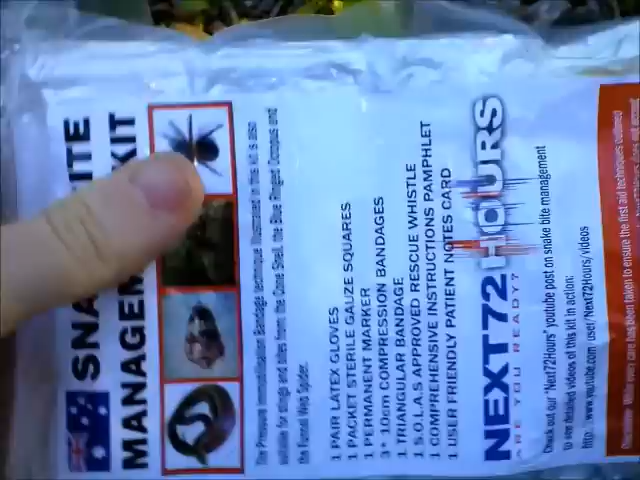 SNA ITE
MANAGEM KIT
The Pressure Immobilisation Bandage technique illustrated in this kit is also
suitable for stings and bites from: the Cone Shell, the Blue Ringed Octopus and
the Funnel Web Spider.
1 PAIR LATEX GLOVES
1 PACKET STERILE GAUZE SQUARES
1 PERMANENT MARKER
3* 10cm COMPRESSION BANDAGES
1 TRIANGULAR BANDAGE
1 S.O.L.A.S APPROVED RESCUE WHISTLE
1 COMPREHENSIVE INSTRUCTIONS PAMPHLET
1 USER FRIENDLY PATIENT NOTES CARD
NEXT72HOURS
ARE YOU READY?
Check out our "Next72Hours" youtube post on snake bite management
to see detailed videos of this kit in action:
http://www.youtube.com/user/Next72Hours/videos
Disclaimer: While every care has been taken to ensure the first aid techniques outlined